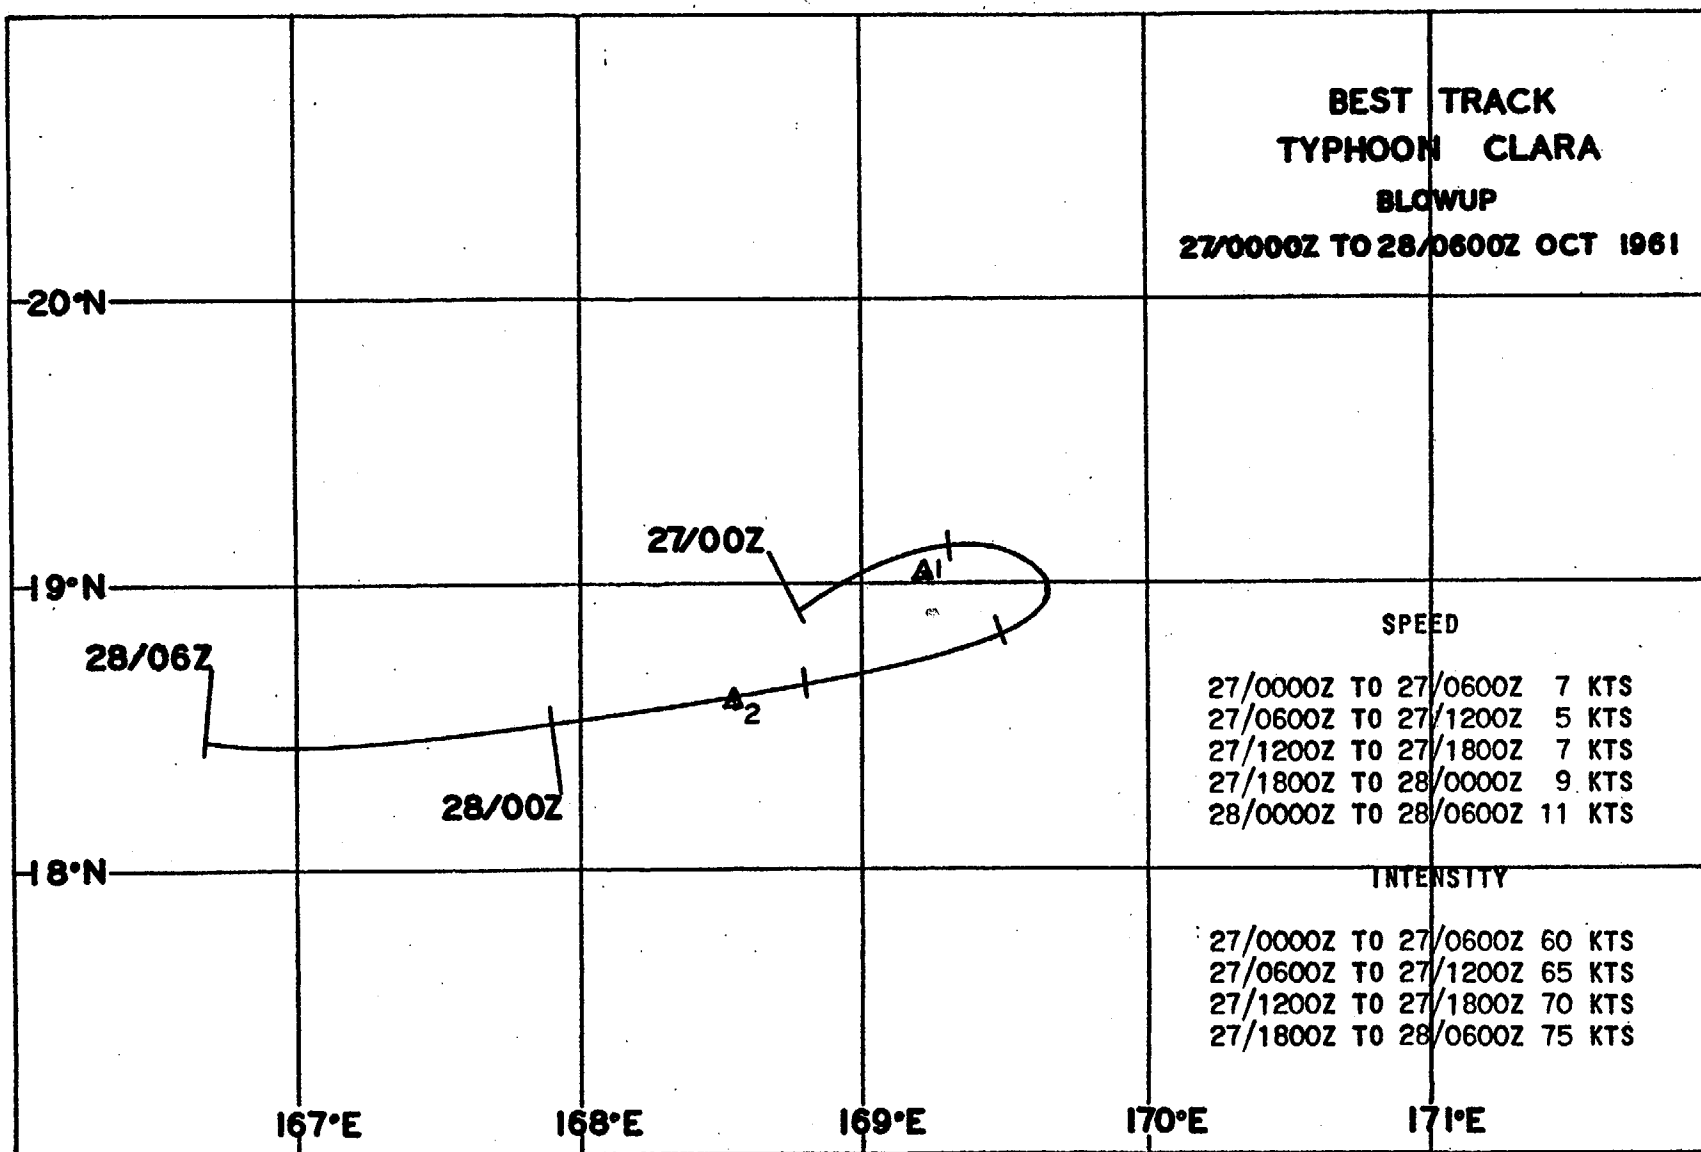 BEST TRACK
TYPHOON CLARA
BLOWUP
27/0000Z TO 28/0600Z OCT 1961
20°N
27/00Z
Δ1
19°N
28/06Z
Δ2
28/00Z
18°N
SPEED
27/0000Z TO 27/0600Z 7 KTS
27/0600Z TO 27/1200Z 5 KTS
27/1200Z TO 27/1800Z 7 KTS
27/1800Z TO 28/0000Z 9 KTS
28/0000Z TO 28/0600Z 11 KTS
INTENSITY
27/0000Z TO 27/0600Z 60 KTS
27/0600Z TO 27/1200Z 65 KTS
27/1200Z TO 27/1800Z 70 KTS
27/1800Z TO 28/0600Z 75 KTS
167°E 168°E 169°E 170°E 171°E